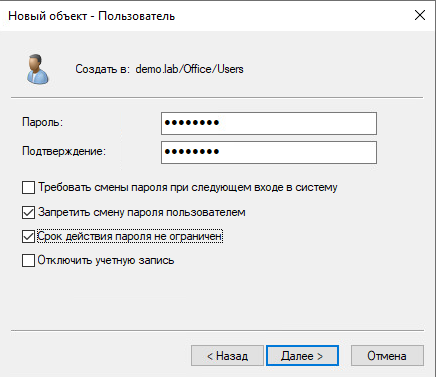 Новый объект - Пользователь
Создать в: demo.lab/Office/Users
Пароль: ●●●●●●●●
Подтверждение: ●●●●●●●●
Требовать смены пароля при следующем входе в систему
Запретить смену пароля пользователем
Срок действия пароля не ограничен
Отключить учетную запись
< Назад Далее > Отмена